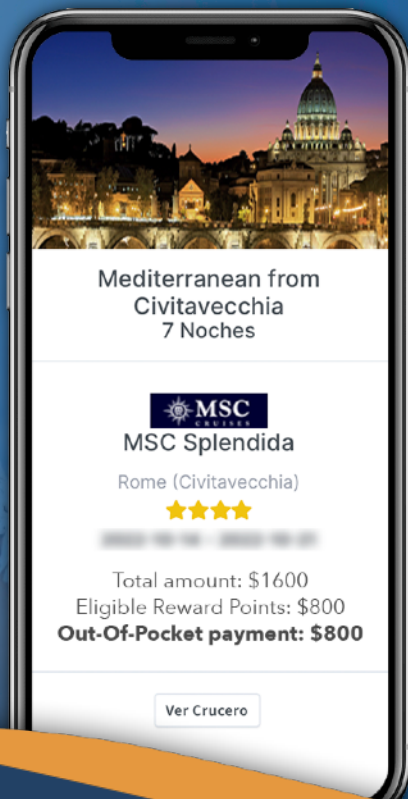 Mediterranean from
Civitavecchia
7 Noches
MSC
CRUISES
MSC Splendida
Rome (Civitavecchia)
Total amount: $1600
Eligible Reward Points: $800
Out-Of-Pocket payment: $800
Ver Crucero